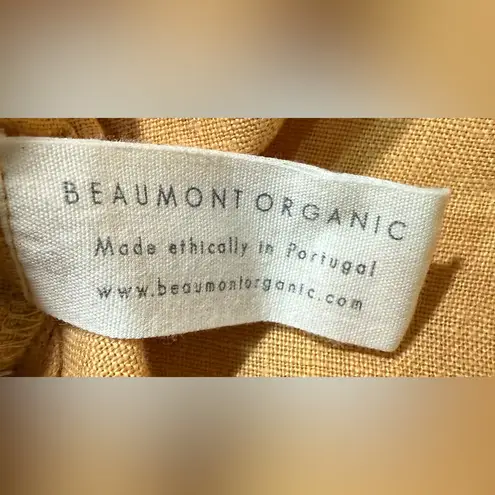 BEAUMONT ORGANIC
Made ethically in Portugal
www.beaumontorganic.com